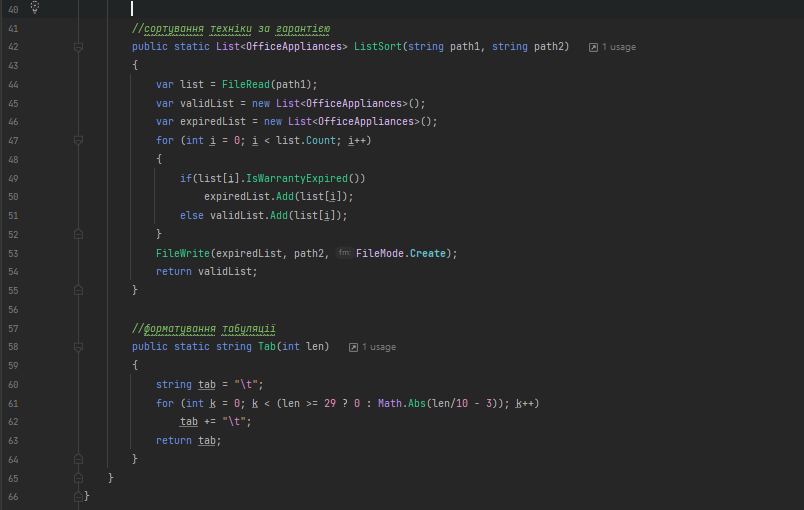 40
41 //сортування техніки за гарантією
42 public static List<OfficeAppliances> ListSort(string path1, string path2) 1 usage
43 {
44 var list = FileRead(path1);
45 var validList = new List<OfficeAppliances>();
46 var expiredList = new List<OfficeAppliances>();
47 for (int i = 0; i < list.Count; i++)
48 {
49 if(list[i].IsWarrantyExpired())
50 expiredList.Add(list[i]);
51 else validList.Add(list[i]);
52 }
53 FileWrite(expiredList, path2, fm: FileMode.Create);
54 return validList;
55 }
56
57 //форматування табуляції
58 public static string Tab(int len) 1 usage
59 {
60 string tab = "\t";
61 for (int k = 0; k < (len >= 29 ? 0 : Math.Abs(len/10 - 3)); k++)
62 tab += "\t";
63 return tab;
64 }
65 }
66 }